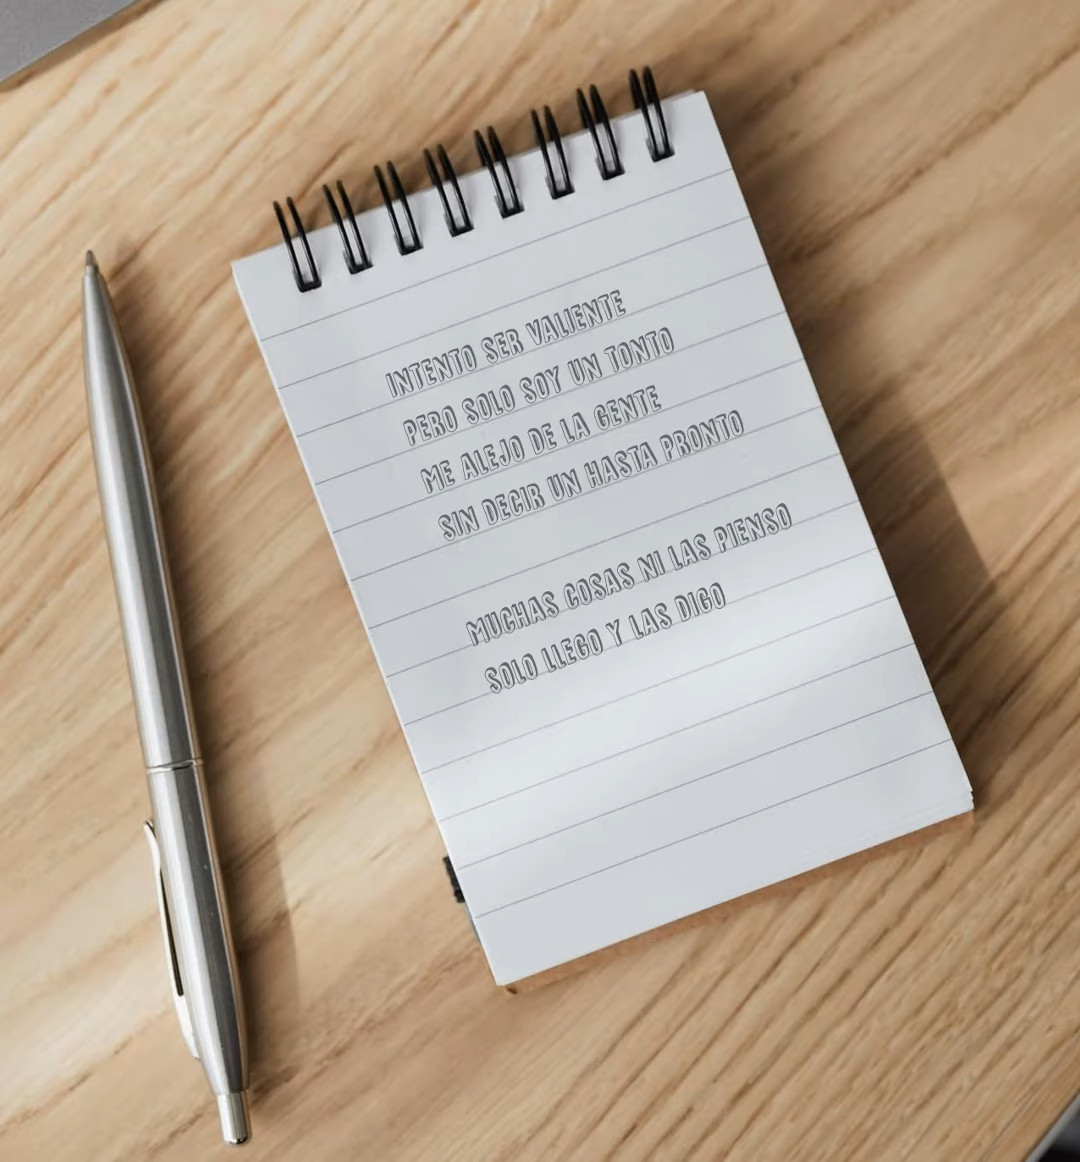 INTENTO SER VALIENTE
PERO SOLO SOY UN TONTO
ME ALEJO DE LA GENTE
SIN DECIR UN HASTA PRONTO
MUCHAS COSAS NI LAS PIENSO
SOLO LLEGO Y LAS DIGO